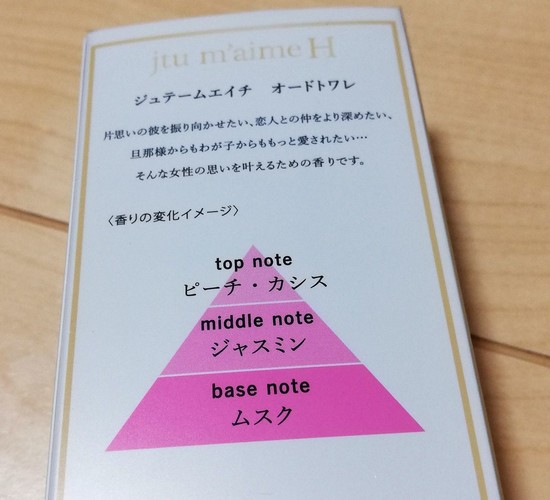 jtu m'aime H
ジュテームエイチ　オードトワレ
片思いの彼を振り向かせたい、恋人との仲をより深めたい、
旦那様からもわが子からももっと愛されたい…
そんな女性の思いを叶えるための香りです。
〈香りの変化イメージ〉
top note
ピーチ・カシス
middle note
ジャスミン
base note
ムスク